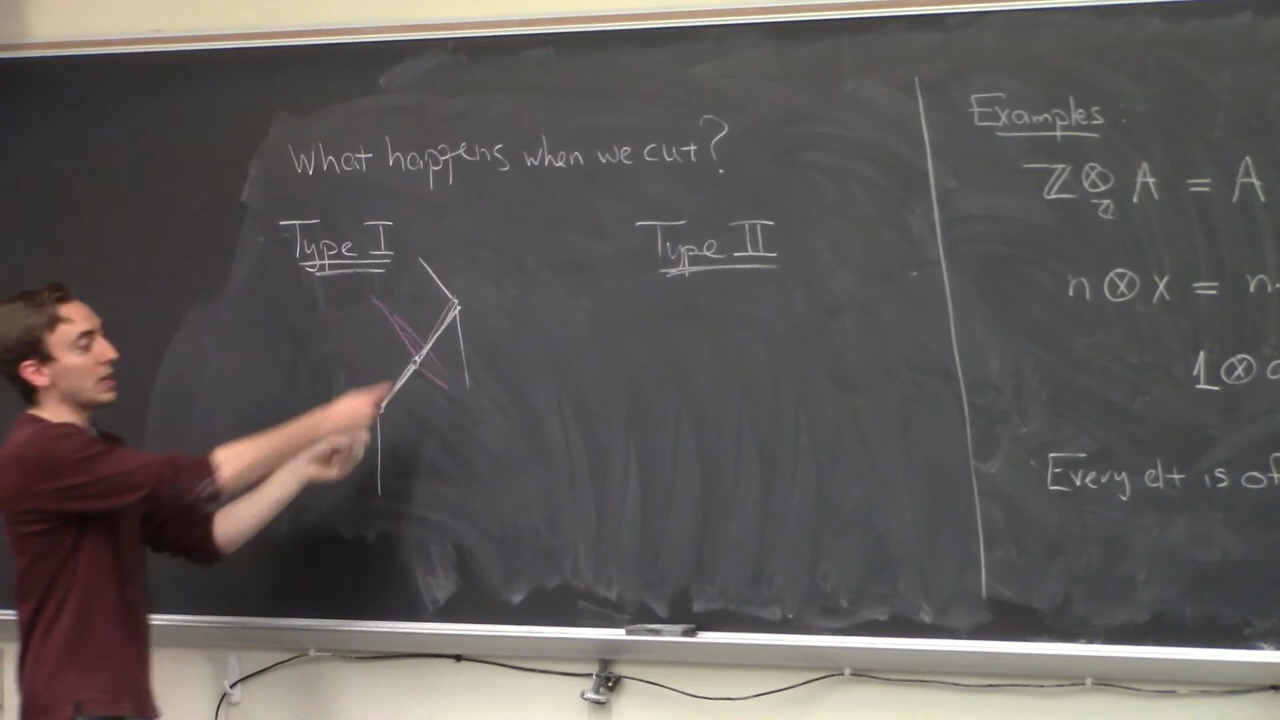 What happens when we cut?
Type I
Type II
Examples
ℤ ⊗ A = A
ℤ
n ⊗ x = n.
1 ⊗
Every elt is of